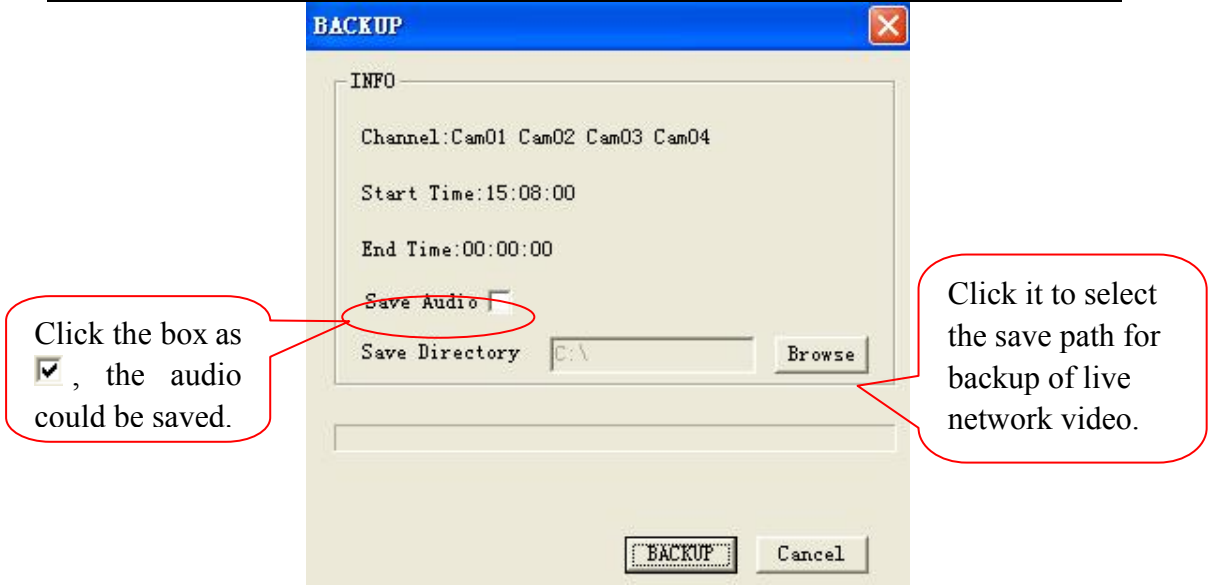 BACKUP
INFO
Channel:Cam01 Cam02 Cam03 Cam04
Start Time:15:08:00
End Time:00:00:00
Save Audio
Save Directory C:\ Browse
BACKUP Cancel
Click the box as
, the audio
could be saved.
Click it to select
the save path for
backup of live
network video.